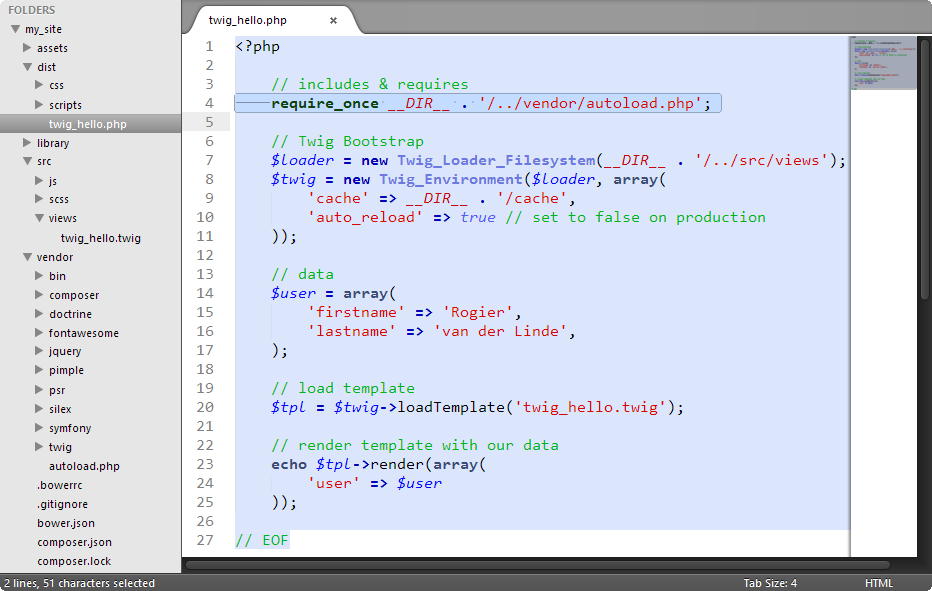 FOLDERS
my_site
assets
dist
css
scripts
twig_hello.php
library
src
js
scss
views
twig_hello.twig
vendor
bin
composer
doctrine
fontawesome
jquery
pimple
psr
silex
symfony
twig
autoload.php
.bowerrc
.gitignore
bower.json
composer.json
composer.lock
twig_hello.php ×
1 <?php
2
3 // includes & requires
4 require_once __DIR__ . '/../vendor/autoload.php';
5
6 // Twig Bootstrap
7 $loader = new Twig_Loader_Filesystem(__DIR__ . '/../src/views');
8 $twig = new Twig_Environment($loader, array(
9 'cache' => __DIR__ . '/cache',
10 'auto_reload' => true // set to false on production
11 ));
12
13 // data
14 $user = array(
15 'firstname' => 'Rogier',
16 'lastname' => 'van der Linde',
17 );
18
19 // load template
20 $tpl = $twig->loadTemplate('twig_hello.twig');
21
22 // render template with our data
23 echo $tpl->render(array(
24 'user' => $user
25 ));
26
27 // EOF
2 lines, 51 characters selected
Tab Size: 4
HTML